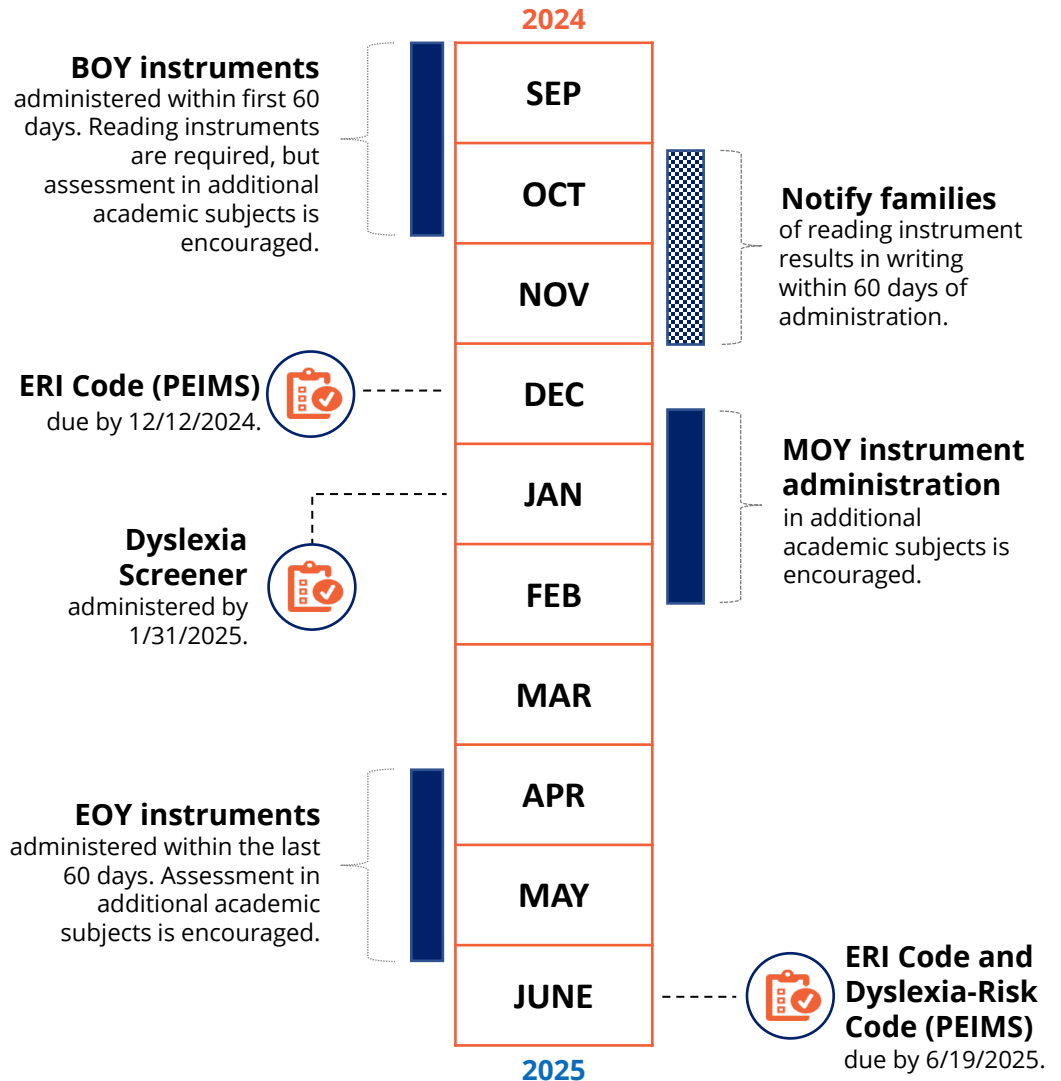 2024
BOY instruments
administered within first 60
days. Reading instruments
are required, but
assessment in additional
academic subjects is
encouraged.
SEP
OCT
Notify families
of reading instrument
results in writing
within 60 days of
administration.
NOV
ERI Code (PEIMS)
due by 12/12/2024.
DEC
MOY instrument
administration
in additional
academic subjects is
encouraged.
JAN
Dyslexia
Screener
administered by
1/31/2025.
FEB
MAR
APR
EOY instruments
administered within the last
60 days. Assessment in
additional academic
subjects is encouraged.
MAY
JUNE
ERI Code and
Dyslexia-Risk
Code (PEIMS)
due by 6/19/2025.
2025